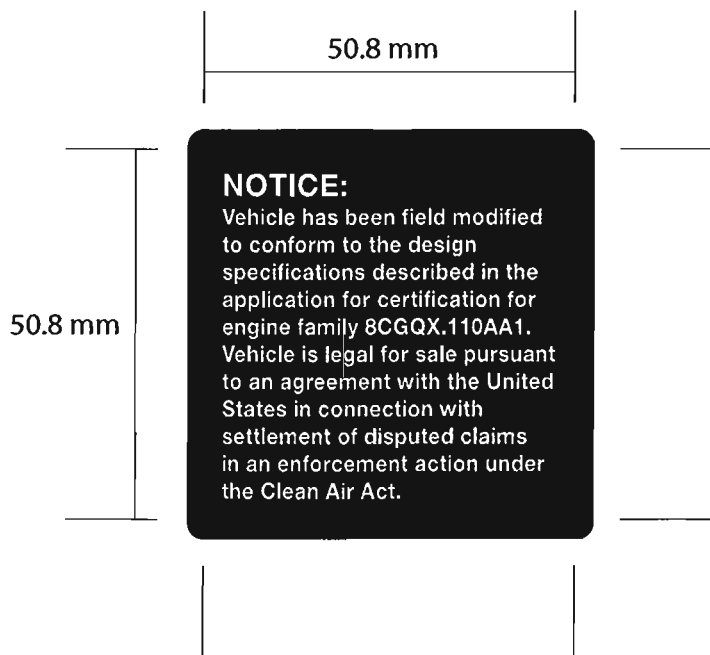 50.8 mm
NOTICE:
Vehicle has been field modified
to conform to the design
specifications described in the
application for certification for
50.8 mm
engine family 8CGQX.110AA1.
Vehicle is legal for sale pursuant
to an agreement with the United
States in connection with
settlement of disputed claims
in an enforcement action under
the Clean Air Act.